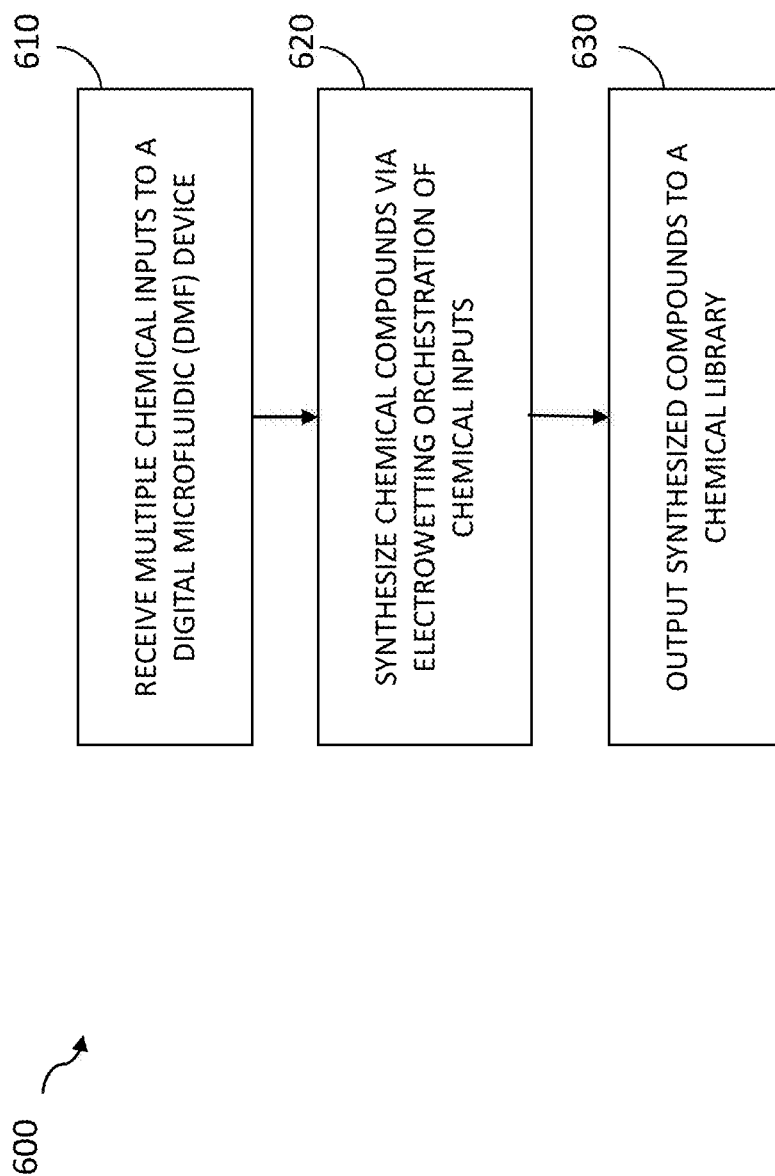 600
610
RECEIVE MULTIPLE CHEMICAL INPUTS TO A
DIGITAL MICROFLUIDIC (DMF) DEVICE
620
SYNTHESIZE CHEMICAL COMPOUNDS VIA
ELECTROWETTING ORCHESTRATION OF
CHEMICAL INPUTS
630
OUTPUT SYNTHESIZED COMPOUNDS TO A
CHEMICAL LIBRARY